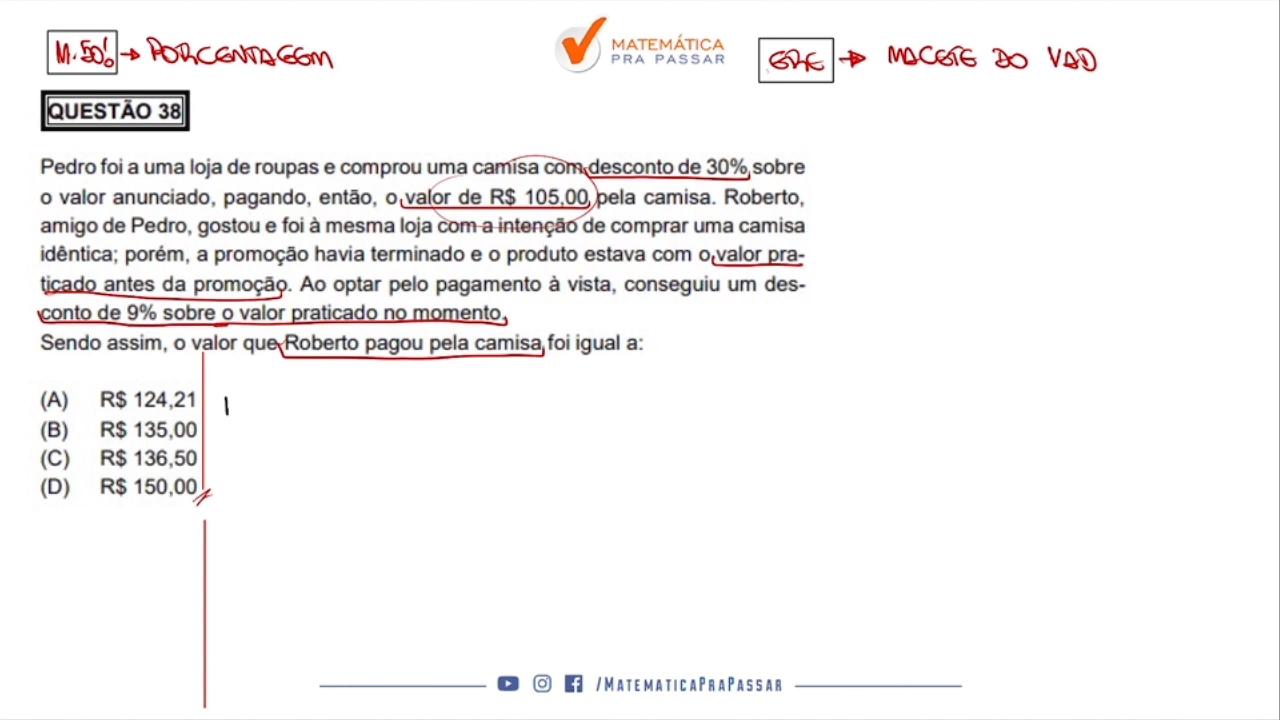 M.50! → PORCENTAGEM
MATEMÁTICA
PRA PASSAR
GRE → MACETE DO VAD
QUESTÃO 38
Pedro foi a uma loja de roupas e comprou uma camisa com desconto de 30% sobre
o valor anunciado, pagando, então, o valor de R$ 105,00 pela camisa. Roberto,
amigo de Pedro, gostou e foi à mesma loja com a intenção de comprar uma camisa
idêntica; porém, a promoção havia terminado e o produto estava com o valor pra-
ticado antes da promoção. Ao optar pelo pagamento à vista, conseguiu um des-
conto de 9% sobre o valor praticado no momento.
Sendo assim, o valor que Roberto pagou pela camisa foi igual a:
(A) R$ 124,21
(B) R$ 135,00
(C) R$ 136,50
(D) R$ 150,00
/MATEMATICAPRAPASSAR